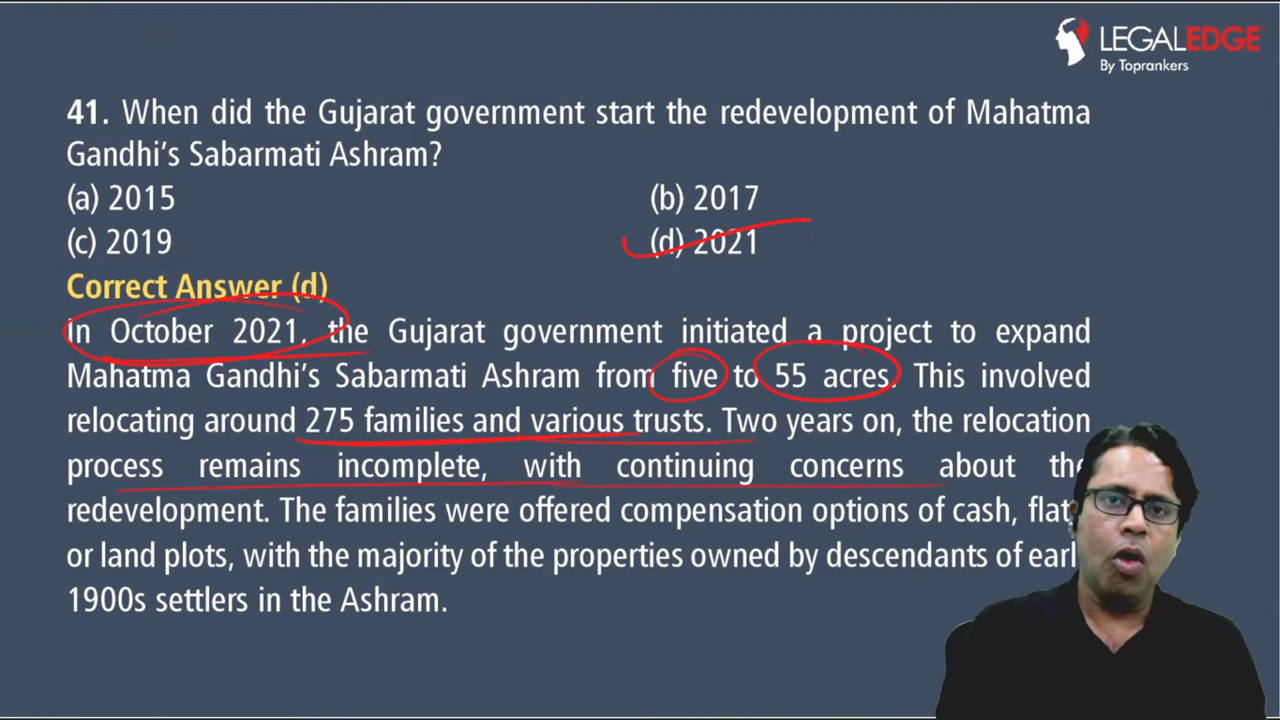 LEGALEDGE
By Toprankers
41. When did the Gujarat government start the redevelopment of Mahatma
Gandhi's Sabarmati Ashram?
(a) 2015 (b) 2017
(c) 2019 (d) 2021
Correct Answer (d)
In October 2021, the Gujarat government initiated a project to expand
Mahatma Gandhi's Sabarmati Ashram from five to 55 acres. This involved
relocating around 275 families and various trusts. Two years on, the relocation
process remains incomplete, with continuing concerns about the
redevelopment. The families were offered compensation options of cash,
or land plots, with the majority of the properties owned by descendants of
1900s settlers in the Ashram.